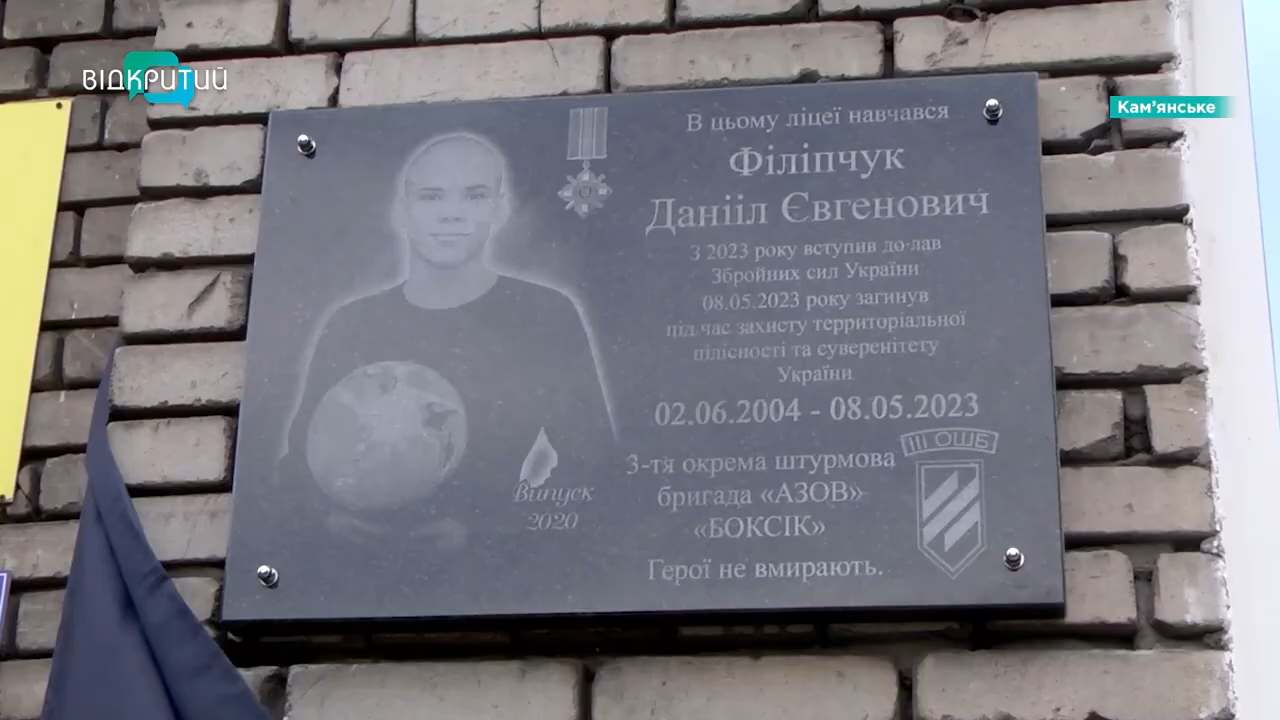 ВІДКРИТИЙ
Кам'янське
В цьому ліцеї навчався
Філіпчук
Данііл Євгенович
З 2023 року вступив до лав
Збройних сил України
08.05.2023 року загинув
під час захисту територіальної
цілісності та суверенітету
України
02.06.2004 - 08.05.2023
3-тя окрема штурмова
бригада «АЗОВ»
«БОКСІК»
Герої не вмирають.
ІІІ ОШБ
Випуск
2020